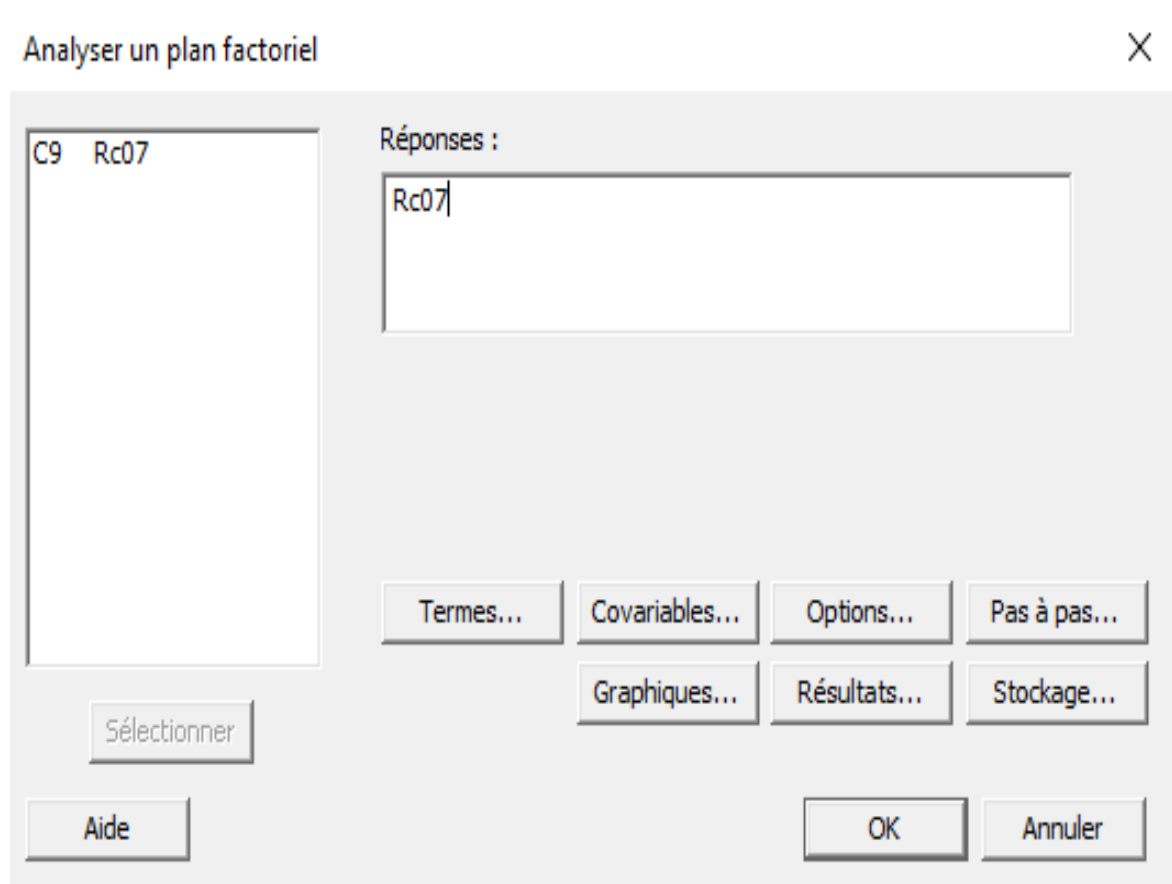 Analyser un plan factoriel
C9 Rc07
Réponses :
Rc07
Termes...
Covariables...
Options...
Pas à pas...
Graphiques...
Résultats...
Stockage...
Sélectionner
Aide
OK
Annuler